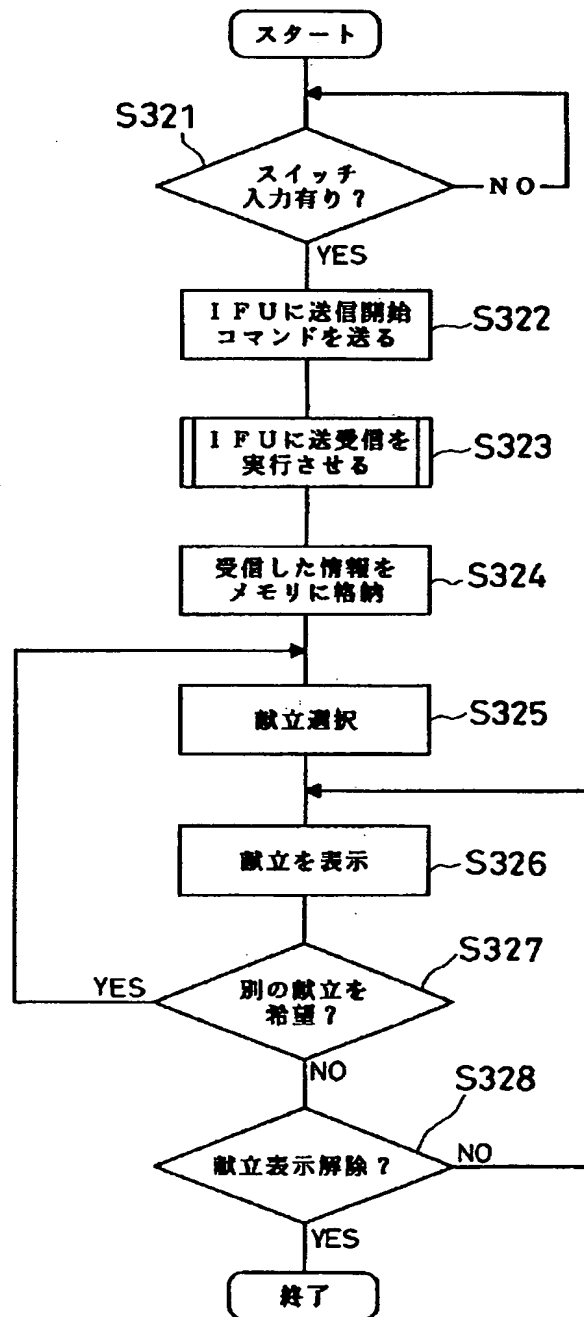 スタート
S321
スイッチ
入力有り?
NO
YES
IFUに送信開始
コマンドを送る
S322
IFUに送受信を
実行させる
S323
受信した情報を
メモリに格納
S324
献立選択
S325
献立を表示
S326
S327
YES
別の献立を
希望?
NO
S328
献立表示解除?
NO
YES
終了